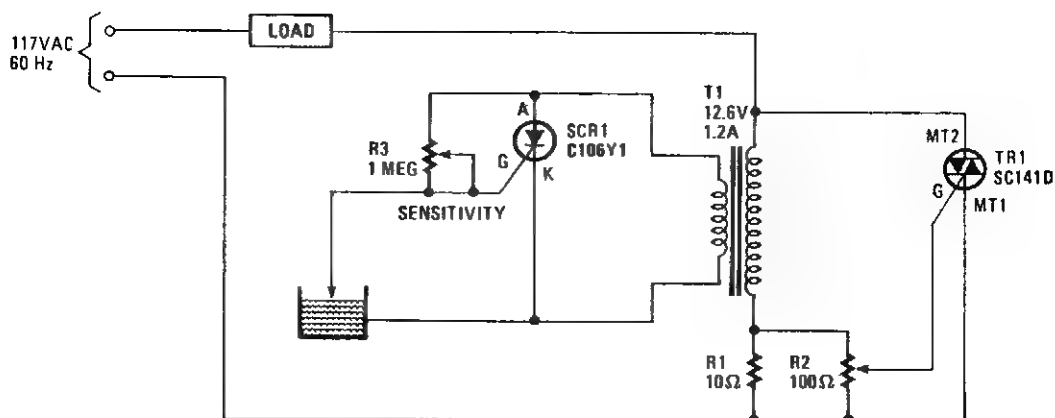 117VAC
60 Hz
LOAD
A
R3
1 MEG
G
K
SCR1
C106Y1
SENSITIVITY
T1
12.6V
1.2A
MT2
TR1
SC141D
G
MT1
R1
10Ω
R2
100Ω